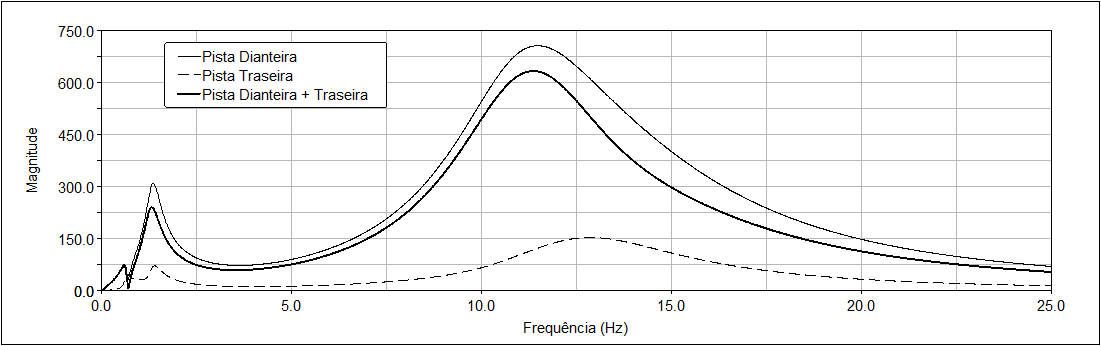 750.0
600.0
450.0
300.0
150.0
0.0
Magnitude
Pista Dianteira
Pista Traseira
Pista Dianteira + Traseira
0.0 5.0 10.0 15.0 20.0 25.0
Frequência (Hz)